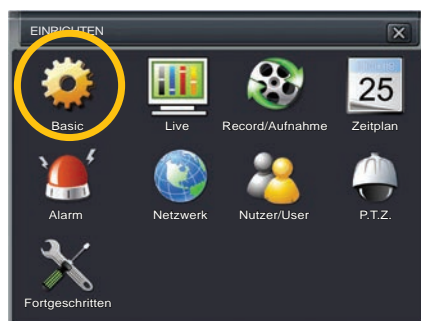 EINRICHTEN
Basic
Live
Record/Aufnahme
25
Zeitplan
Alarm
Netzwerk
Nutzer/User
P.T.Z.
Fortgeschritten